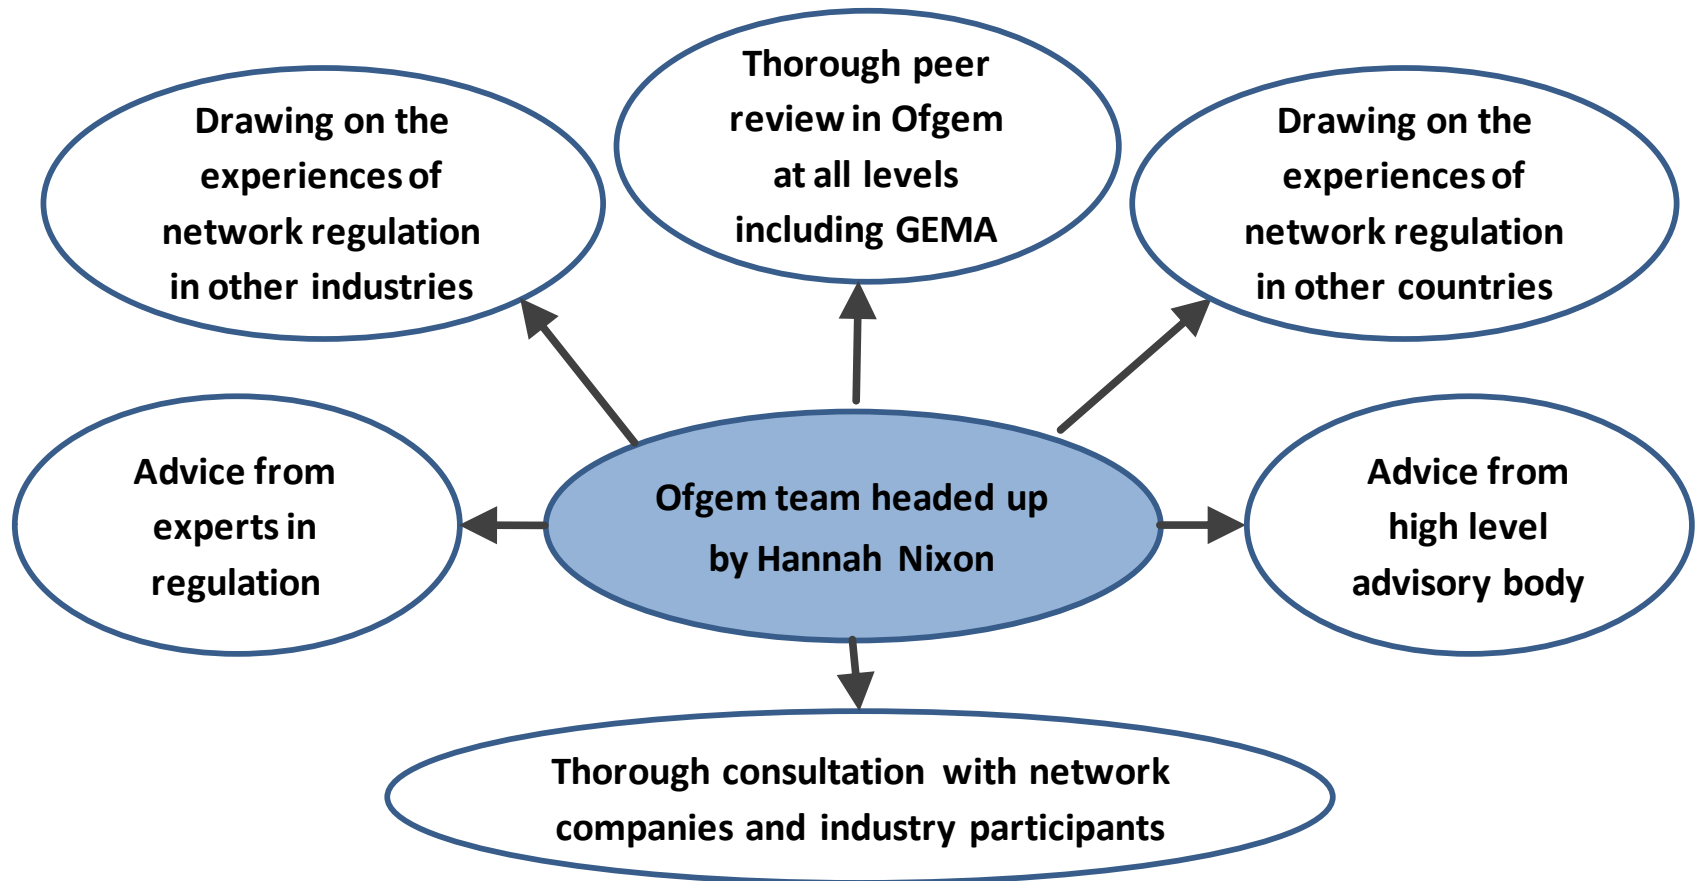 Drawing on the
experiences of
network regulation
in other industries
Thorough peer
review in Ofgem
at all levels
including GEMA
Drawing on the
experiences of
network regulation
in other countries
Advice from
experts in
regulation
Ofgem team headed up
by Hannah Nixon
Advice from
high level
advisory body
Thorough consultation with network
companies and industry participants